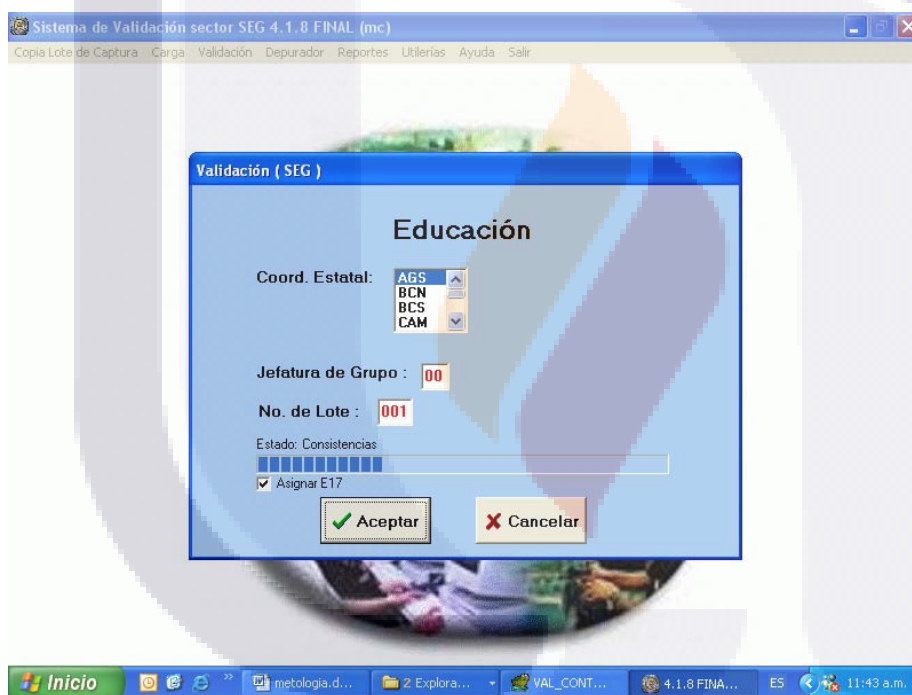 Sistema de Validación sector SEG 4.1.8 FINAL (mc)
Copia Lote de Captura Carga Validación Depurador Reportes Utilerías Ayuda Salir
Validación ( SEG )
Educación
Coord. Estatal:
AGS
BCN
BCS
CAM
Jefatura de Grupo : 00
No. de Lote : 001
Estado: Consistencias
Asignar E17
Aceptar Cancelar
Inicio » metologia.d... 2 Explora... VAL_CONT... 4.1.8 FINA... ES 11:43 a.m.